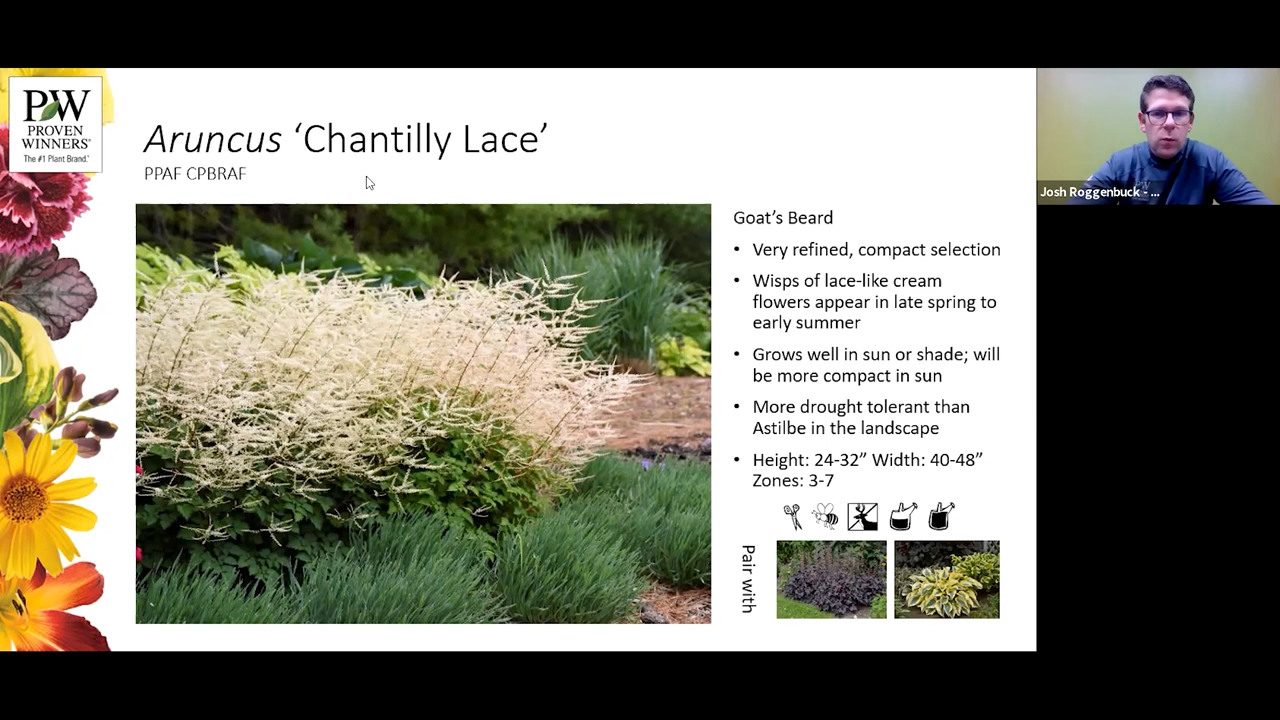 PW
PROVEN
WINNERS®
The #1 Plant Brand.®
Aruncus ‘Chantilly Lace’
PPAF CPBRAF
Goat’s Beard
• Very refined, compact selection
• Wisps of lace-like cream
flowers appear in late spring to
early summer
• Grows well in sun or shade; will
be more compact in sun
• More drought tolerant than
Astilbe in the landscape
• Height: 24-32” Width: 40-48”
Zones: 3-7
Pair with
Josh Roggenbuck - ...